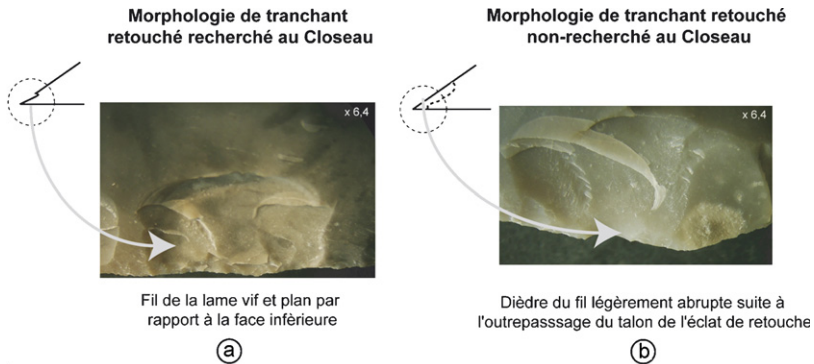 Morphologie de tranchant
retouché recherché au Closeau
x 6,4
Fil de la lame vif et plan par
rapport à la face infèrieure
a
Morphologie de tranchant retouché
non-recherché au Closeau
x 6,4
Dièdre du fil légèrement abrupte suite à
l'outrepasssage du talon de l'éclat de retouche
b